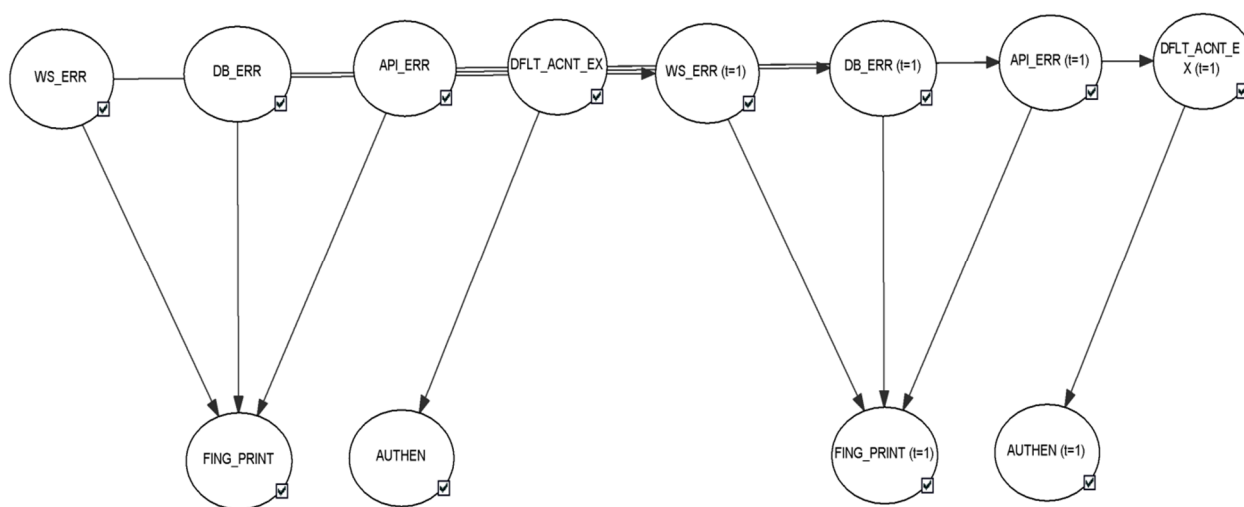 WS_ERR
DB_ERR
API_ERR
DFLT_ACNT_EX
WS_ERR (t=1)
DB_ERR (t=1)
API_ERR (t=1)
DFLT_ACNT_E
X (t=1)
FING_PRINT
AUTHEN
FING_PRINT (t=1)
AUTHEN (t=1)